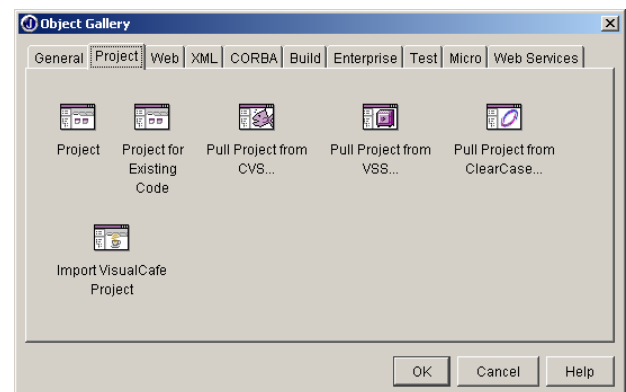 Object Gallery
General Project Web XML CORBA Build Enterprise Test Micro Web Services
Project
Project for
Existing
Code
Pull Project from
CVS...
Pull Project from
VSS...
Pull Project from
ClearCase...
Import VisualCafe
Project
OK Cancel Help